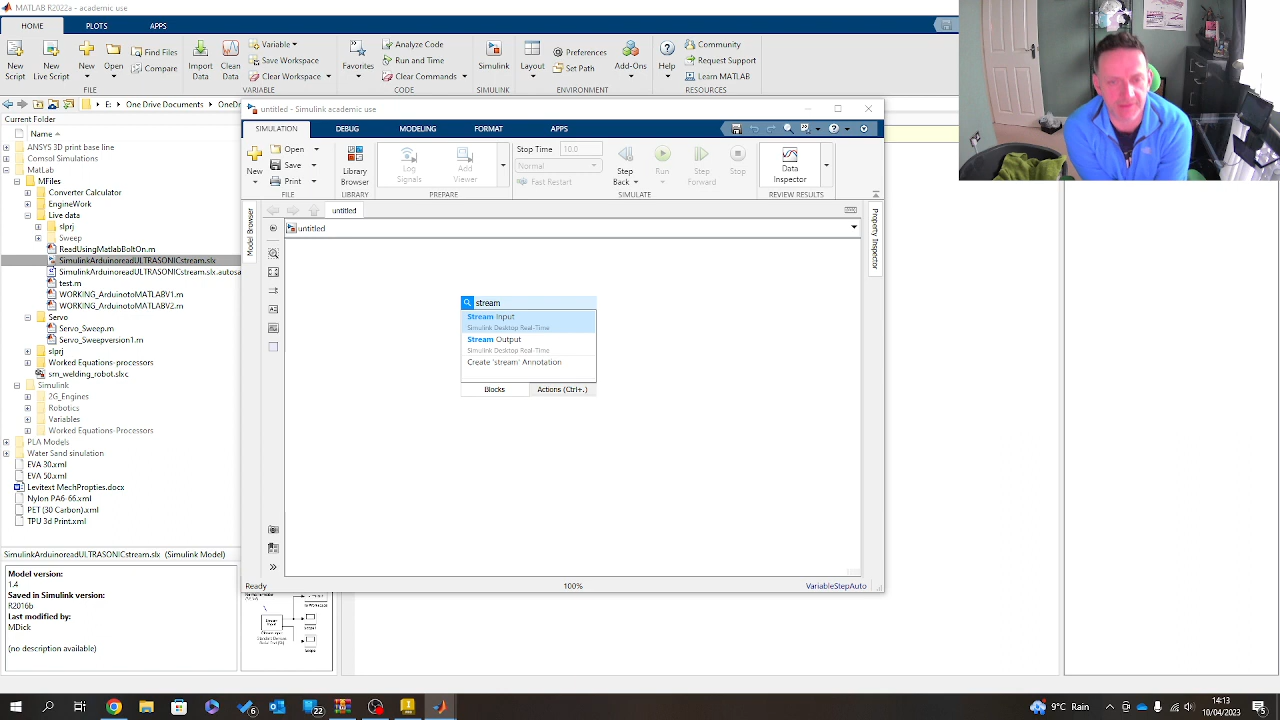 MATLAB R2022a - academic use
HOME PLOTS APPS
New Script
New Live Script
New
Open
Find Files
Compare
Import Data
Clean Data
Variable
Save Workspace
Clear Workspace
Favorites
Analyze Code
Run and Time
Clear Commands
Simulink
Layout
Preferences
Set Path
Add-Ons
Help
Community
Request Support
Learn MATLAB
FILE VARIABLE CODE SIMULINK ENVIRONMENT RESOURCES
E: One Drive Documents
Current Folder
Name
ANSYS 3D print base line
Comsol Simulations
MatLab
MFiles
Converter Calculator
EngineWork
Live data
slprj
Sweep
ReadUsingMatlabBoltOn.m
SimulinkArduinoreadULTRASONICstream.slx
SimulinkArduinoreadULTRASONICstream.slx.autosa
test.m
WORKING_ArduinotoMATLABV1.m
WORKING_ArduinotoMATLABV2.m
Servo
Servo_Sweep.m
Servo_Sweepversion1.m
slprj
Worked Equations-processors
sm_welding_robot.slxc
Simulink
2G_Engines
Robotics
Variables
Worked Equations-Processors
PLA Models
Water Sand simulation
EVA 30.xml
EVA 50.xml
Levitext MechPropties.docx
Nylon PA6-66.xml
PET (30 Carbon).xml
TPU 3d Print.xml
SimulinkArduinoreadULTRASONICstream.slx (Simulink Model)
Model version:
1.4
Saved in Simulink version:
R2016b
Last modified by:
MDick
(no description available)
untitled - Simulink academic use
SIMULATION DEBUG MODELING FORMAT APPS
New
Open
Save
Print
Library Browser
Log Signals
Add Viewer
Stop Time 10.0
Normal
Fast Restart
Step Back
Run
Step Forward
Stop
Data Inspector
FILE LIBRARY PREPARE SIMULATE REVIEW RESULTS
untitled
Model Browser
untitled
Property Inspector
stream
Stream Input
Simulink Desktop Real-Time
Stream Output
Simulink Desktop Real-Time
Create 'stream' Annotation
Blocks Actions (Ctrl+.)
Ready 100% VariableStepAuto
6
22
9°C Rain
14:13
10/04/2023